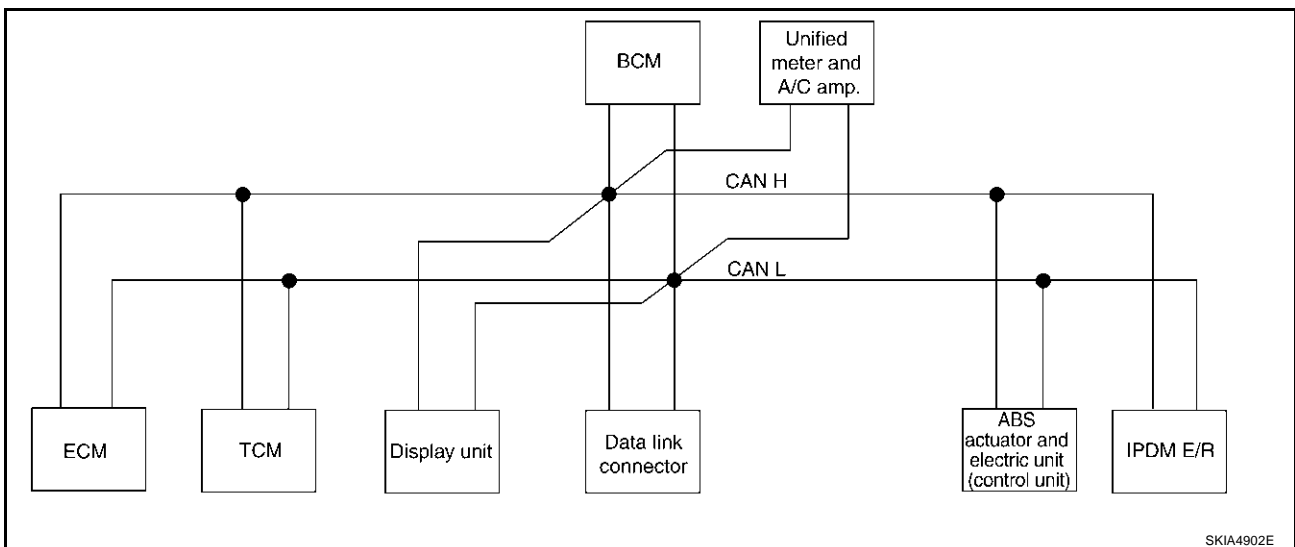 BCM
Unified
meter and
A/C amp.
CAN H
CAN L
ECM
TCM
Display unit
Data link
connector
ABS
actuator and
electric unit
(control unit)
IPDM E/R
SKIA4902E